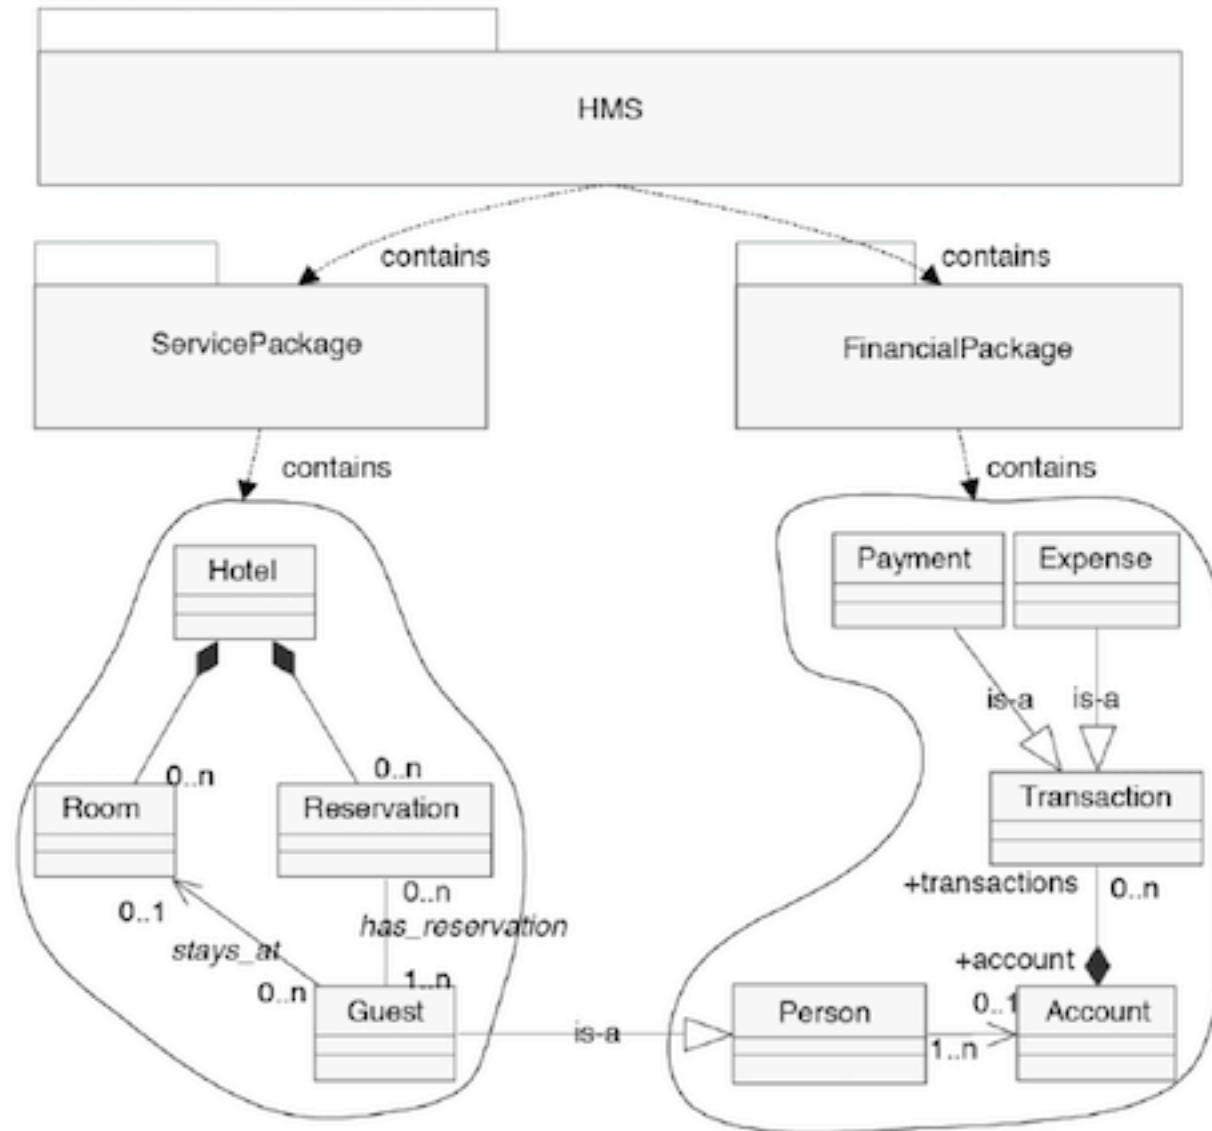 HMS
contains
contains
ServicePackage
FinancialPackage
contains
contains
Hotel
Payment
Expense
is-a
is-a
0..n
0..n
Room
Reservation
Transaction
+transactions
0..n
0..1
0..n
has_reservation
stays_at
+account
0..n
1..n
0..1
Guest
is-a
Person
1..n
Account